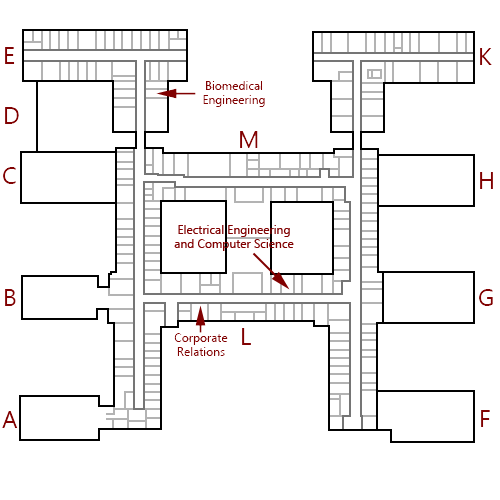 E
K
Biomedical
Engineering
D
M
C
H
Electrical Engineering
and Computer Science
B
G
Corporate
Relations
L
A
F